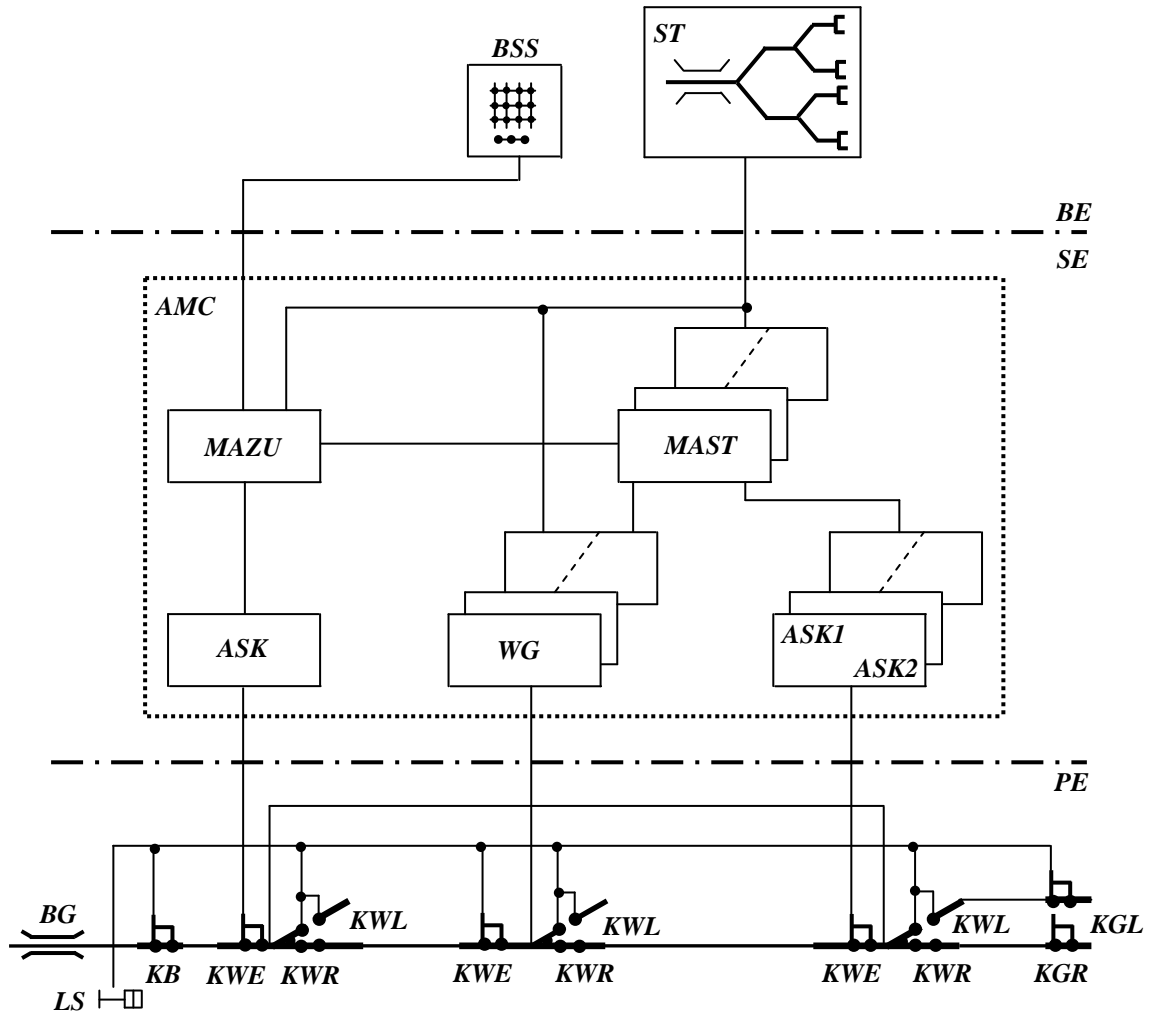 ST
BSS
BE
SE
AMC
MAZU
MAST
ASK
WG
ASK1
ASK2
PE
BG
KWL
KWL
KWL
KGL
KB
KWE
KWR
KWE
KWR
KWE
KWR
KGR
LS